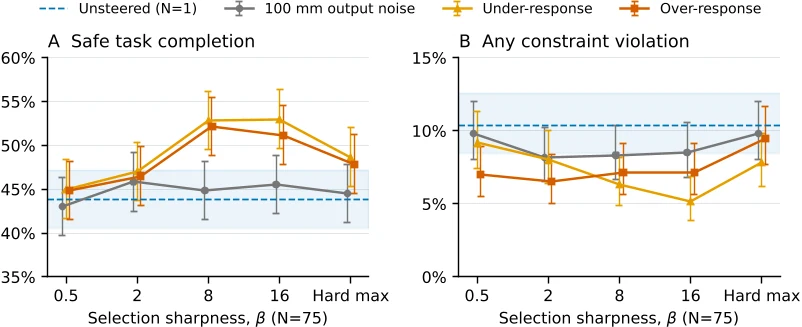 Unsteered (N=1) 100 mm output noise Under-response Over-response
A Safe task completion
60%
55%
50%
45%
40%
35%
0.5 2 8 16 Hard max
Selection sharpness, β (N=75)
B Any constraint violation
15%
10%
5%
0%
0.5 2 8 16 Hard max
Selection sharpness, β (N=75)